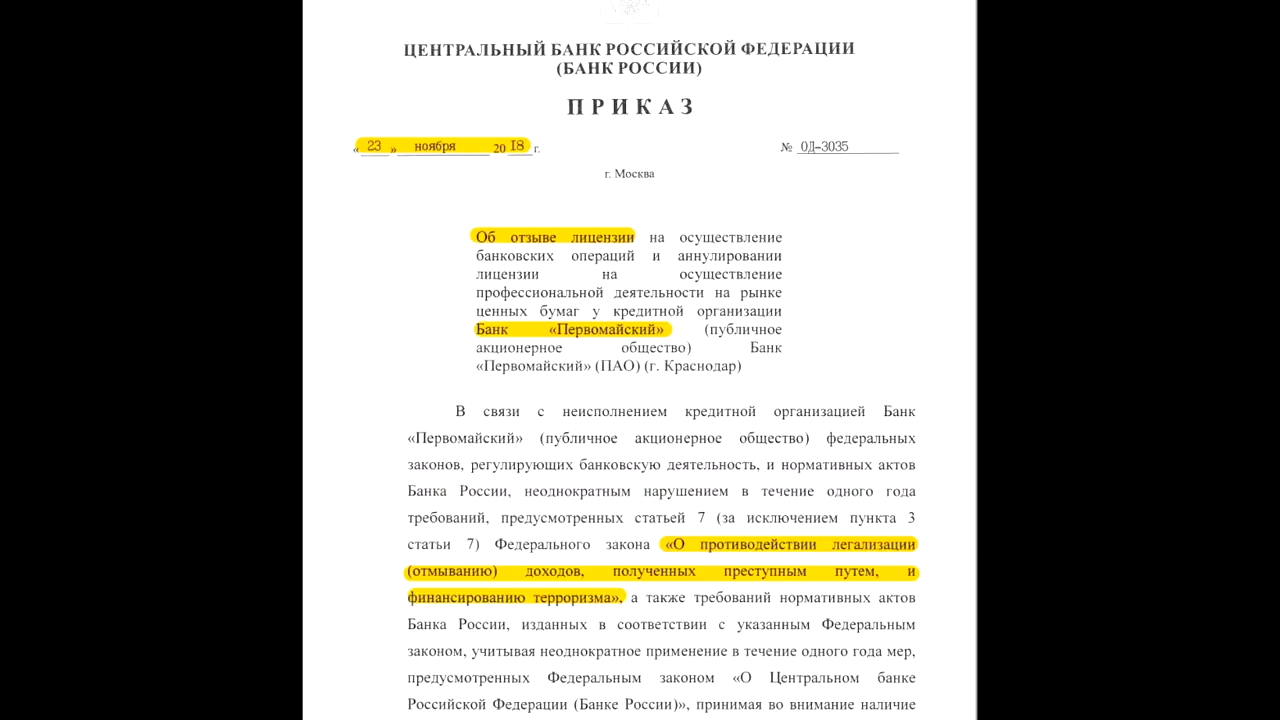 ЦЕНТРАЛЬНЫЙ БАНК РОССИЙСКОЙ ФЕДЕРАЦИИ
(БАНК РОССИИ)
ПРИКАЗ
« 23 » ноября 20 18 г. № ОД-3035
г. Москва
Об отзыве лицензии на осуществление
банковских операций и аннулировании
лицензии на осуществление
профессиональной деятельности на рынке
ценных бумаг у кредитной организации
Банк «Первомайский» (публичное
акционерное общество) Банк
«Первомайский» (ПАО) (г. Краснодар)
В связи с неисполнением кредитной организацией Банк
«Первомайский» (публичное акционерное общество) федеральных
законов, регулирующих банковскую деятельность, и нормативных актов
Банка России, неоднократным нарушением в течение одного года
требований, предусмотренных статьей 7 (за исключением пункта 3
статьи 7) Федерального закона «О противодействии легализации
(отмыванию) доходов, полученных преступным путем, и
финансированию терроризма», а также требований нормативных актов
Банка России, изданных в соответствии с указанным Федеральным
законом, учитывая неоднократное применение в течение одного года мер,
предусмотренных Федеральным законом «О Центральном банке
Российской Федерации (Банке России)», принимая во внимание наличие